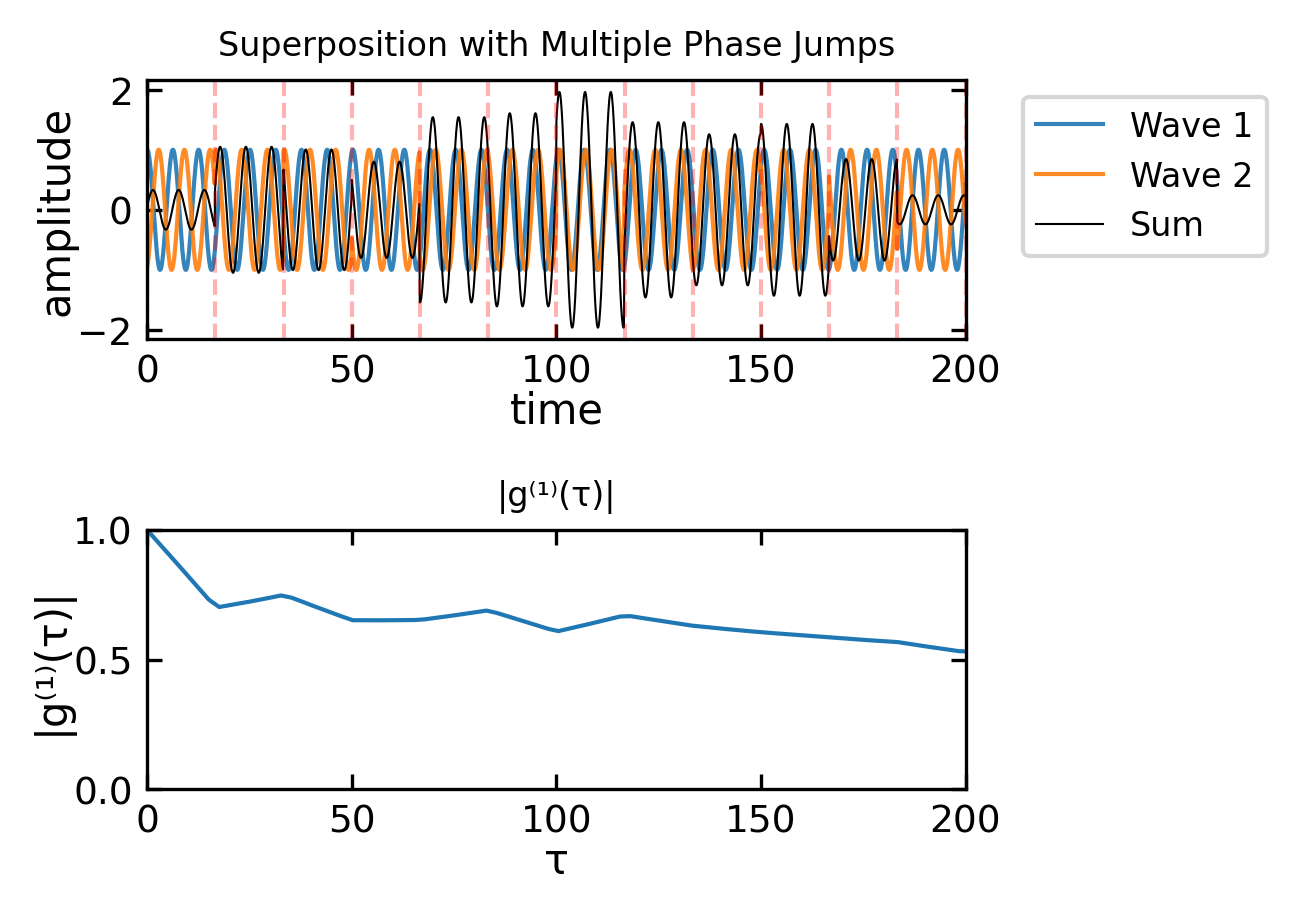 Superposition with Multiple Phase Jumps
amplitude
2
0
−2
0 50 100 150 200
time
Wave 1
Wave 2
Sum
|g⁽¹⁾(τ)|
|g⁽¹⁾(τ)|
1.0
0.5
0.0
0 50 100 150 200
τ